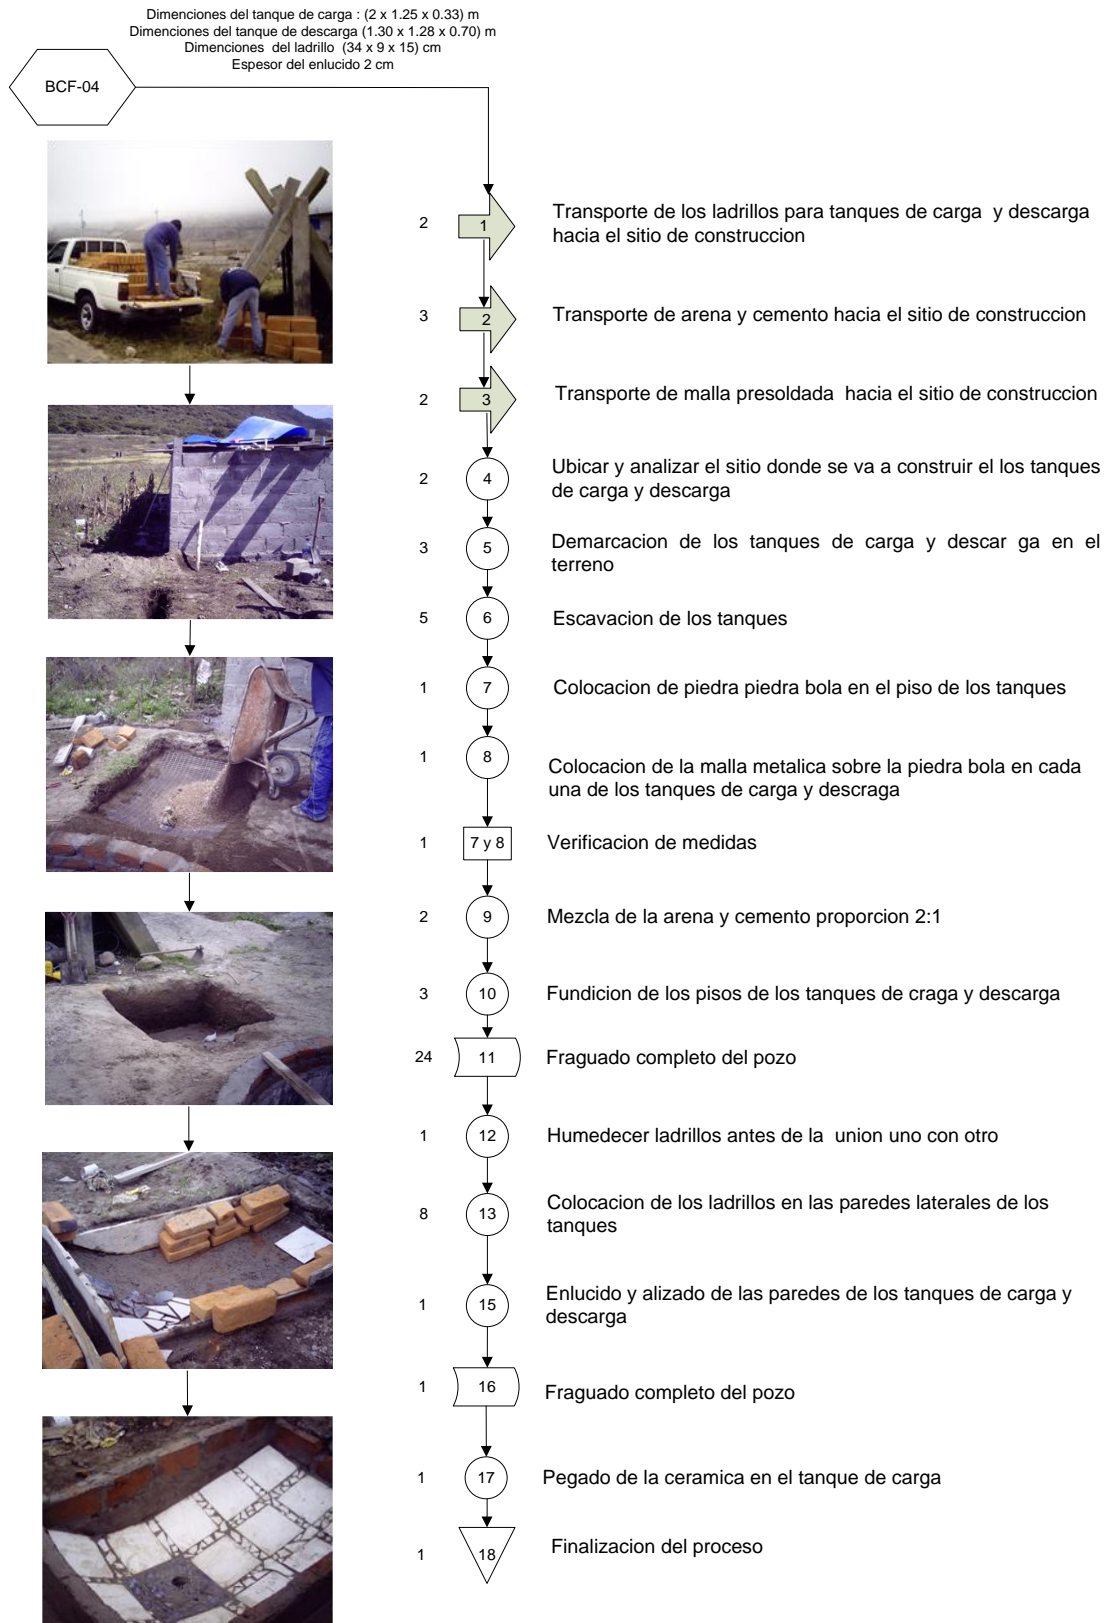 Dimenciones del tanque de carga : (2 x 1.25 x 0.33) m
Dimenciones del tanque de descarga (1.30 x 1.28 x 0.70) m
Dimenciones  del ladrillo  (34 x 9 x 15) cm
Espesor del enlucido 2 cm
BCF-04
2
1
Transporte de los ladrillos para tanques de carga  y descarga
hacia el sitio de construccion
3
2
Transporte de arena y cemento hacia el sitio de construccion
2
3
Transporte de malla presoldada  hacia el sitio de construccion
2
4
Ubicar y analizar el sitio donde se va a construir el los tanques
de carga y descarga
3
5
Demarcacion de los tanques de carga y descar ga en el
terreno
5
6
Escavacion de los tanques
1
7
Colocacion de piedra piedra bola en el piso de los tanques
1
8
Colocacion de la malla metalica sobre la piedra bola en cada
una de los tanques de carga y descraga
1
7 y 8
Verificacion de medidas
2
9
Mezcla de la arena y cemento proporcion 2:1
3
10
Fundicion de los pisos de los tanques de craga y descarga
24
11
Fraguado completo del pozo
1
12
Humedecer ladrillos antes de la  union uno con otro
8
13
Colocacion de los ladrillos en las paredes laterales de los
tanques
1
15
Enlucido y alizado de las paredes de los tanques de carga y
descarga
1
16
Fraguado completo del pozo
1
17
Pegado de la ceramica en el tanque de carga
1
18
Finalizacion del proceso